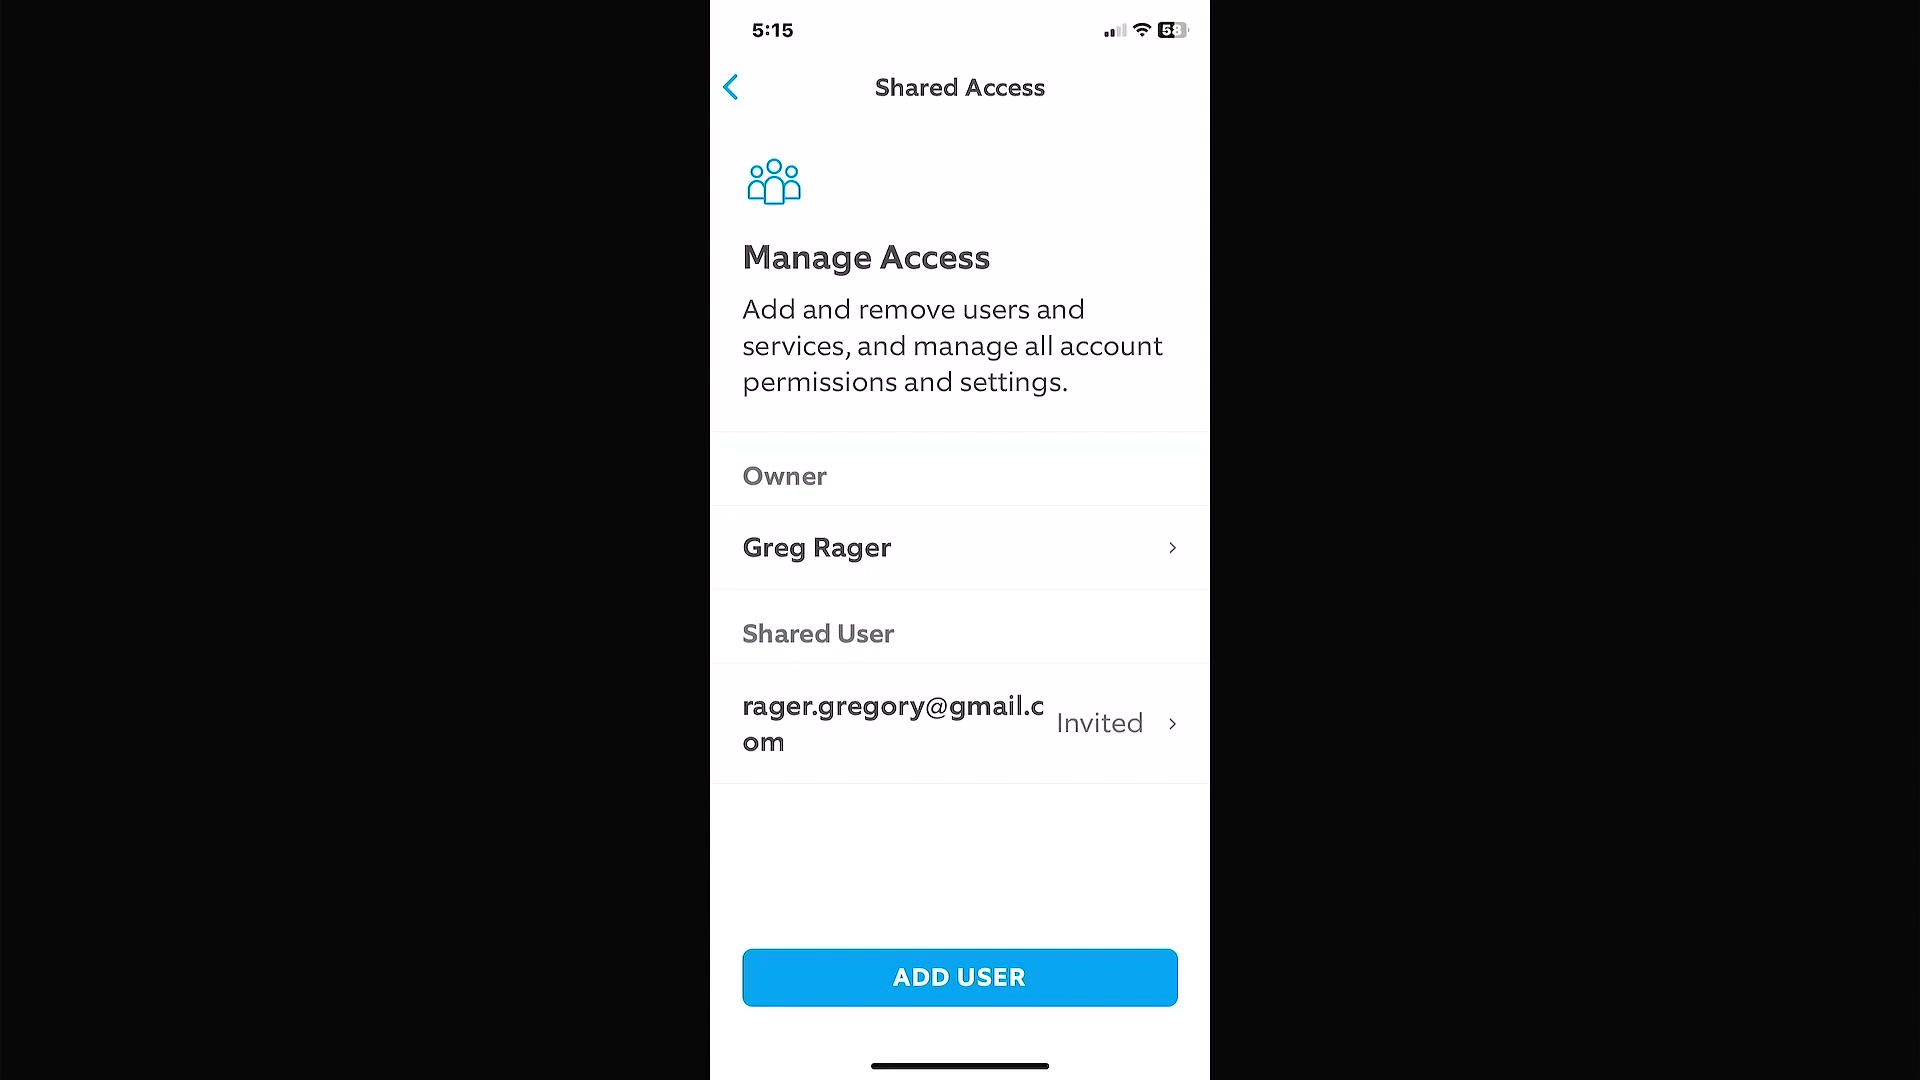 5:15
58
Shared Access
Manage Access
Add and remove users and
services, and manage all account
permissions and settings.
Owner
Greg Rager
Shared User
rager.gregory@gmail.c
om
Invited
ADD USER